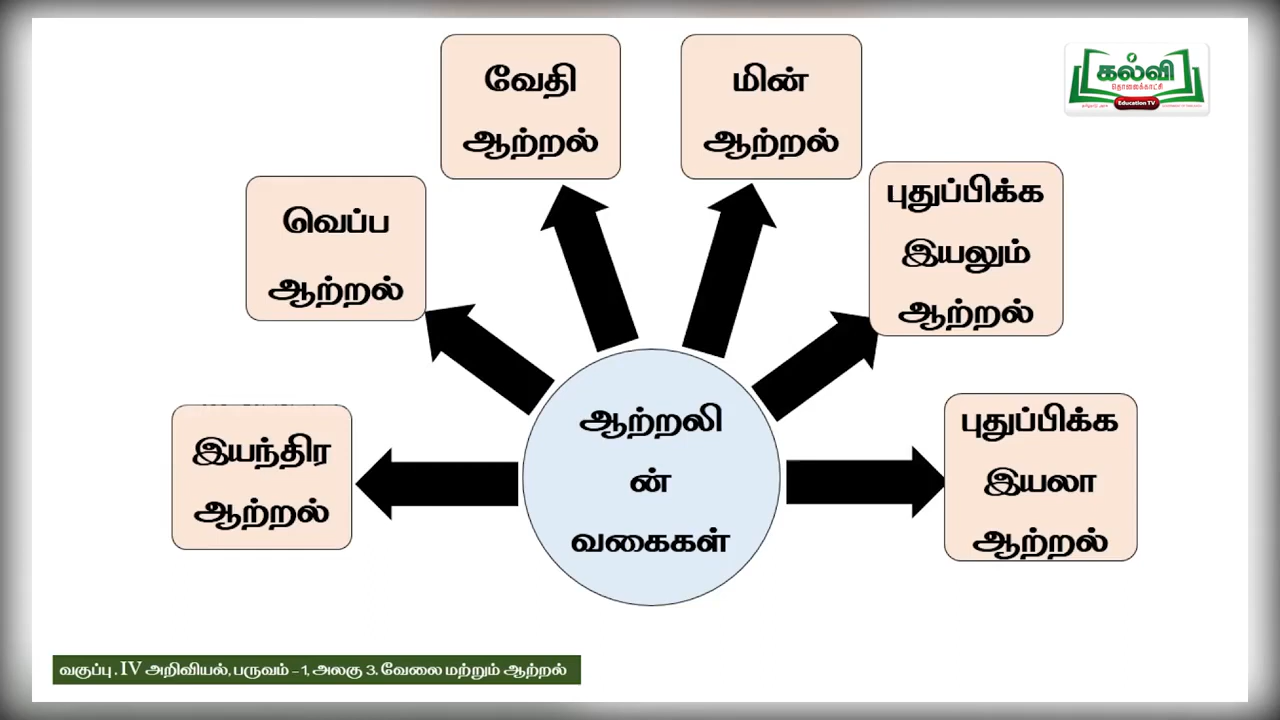 வேதி
ஆற்றல்
மின்
ஆற்றல்
கல்வி
தொலைக்காட்சி
Education TV
வெப்ப
ஆற்றல்
புதுப்பிக்க
இயலும்
ஆற்றல்
இயந்திர
ஆற்றல்
ஆற்றலி
ன்
வகைகள்
புதுப்பிக்க
இயலா
ஆற்றல்
வகுப்பு . IV அறிவியல், பருவம் – 1, அலகு 3. வேலை மற்றும் ஆற்றல்